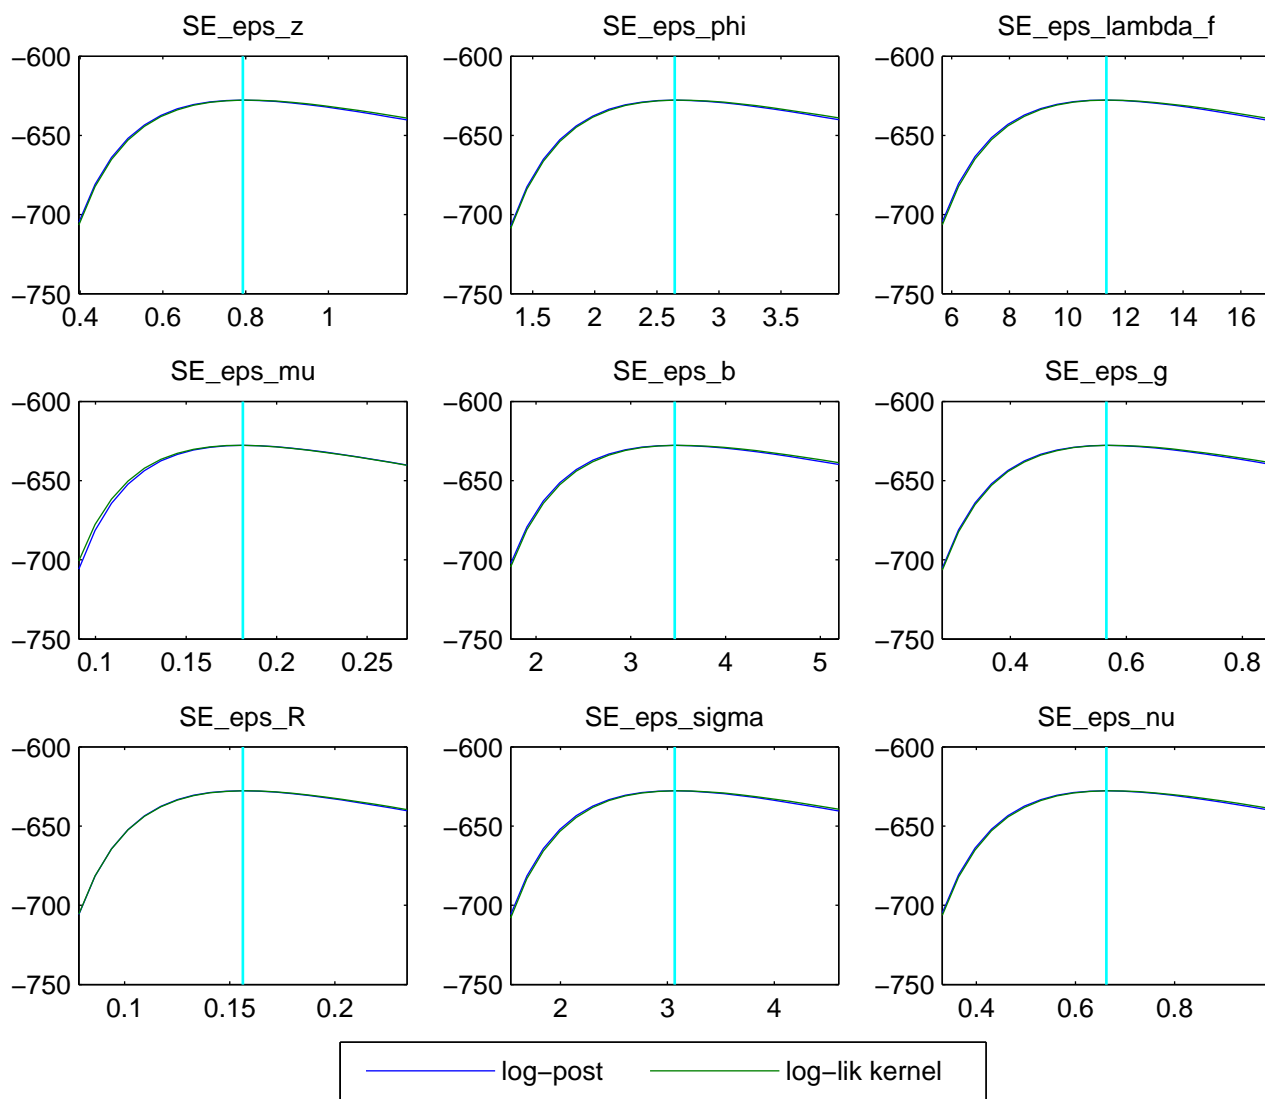 SE_eps_z SE_eps_phi SE_eps_lambda_f
−600 −600 −600
−650 −650 −650
−700 −700 −700
−750 −750 −750
0.4 0.6 0.8 1 1.5 2 2.5 3 3.5 6 8 10 12 14 16
SE_eps_mu SE_eps_b SE_eps_g
−600 −600 −600
−650 −650 −650
−700 −700 −700
−750 −750 −750
0.1 0.15 0.2 0.25 2 3 4 5 0.4 0.6 0.8
SE_eps_R SE_eps_sigma SE_eps_nu
−600 −600 −600
−650 −650 −650
−700 −700 −700
−750 −750 −750
0.1 0.15 0.2 2 3 4 0.4 0.6 0.8
log−post log−lik kernel